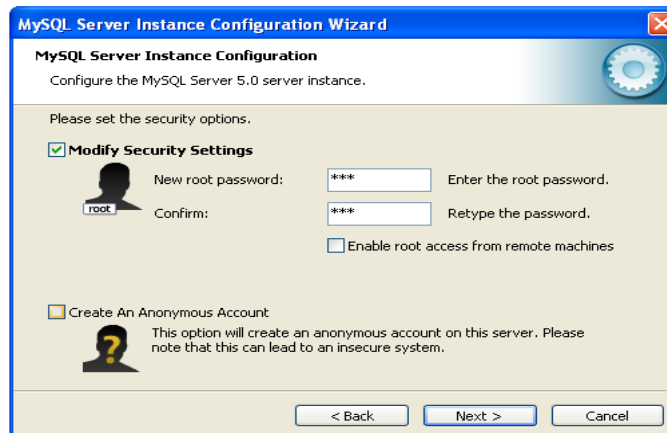 MySQL Server Instance Configuration Wizard
MySQL Server Instance Configuration
Configure the MySQL Server 5.0 server instance.
Please set the security options.
Modify Security Settings
New root password: *** Enter the root password.
root
Confirm: *** Retype the password.
Enable root access from remote machines
Create An Anonymous Account
This option will create an anonymous account on this server. Please
note that this can lead to an insecure system.
< Back Next > Cancel